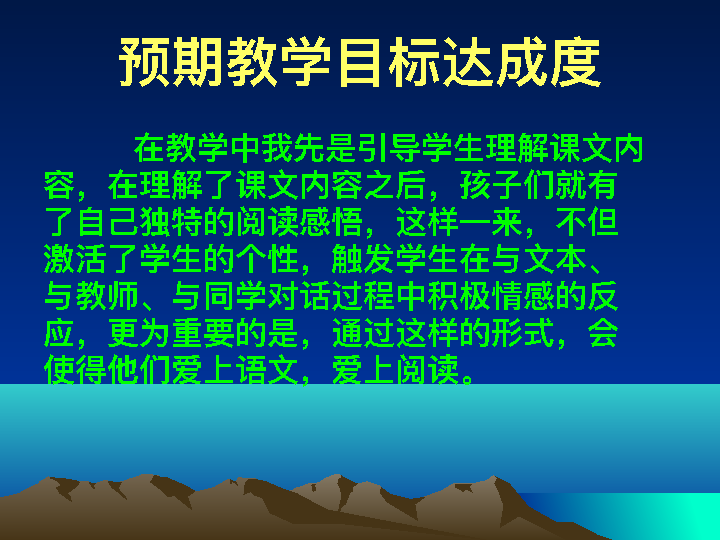 预期教学目标达成度
在教学中我先是引导学生理解课文内
容，在理解了课文内容之后，孩子们就有
了自己独特的阅读感悟，这样一来，不但
激活了学生的个性，触发学生在与文本、
与教师、与同学对话过程中积极情感的反
应，更为重要的是，通过这样的形式，会
使得他们爱上语文，爱上阅读。